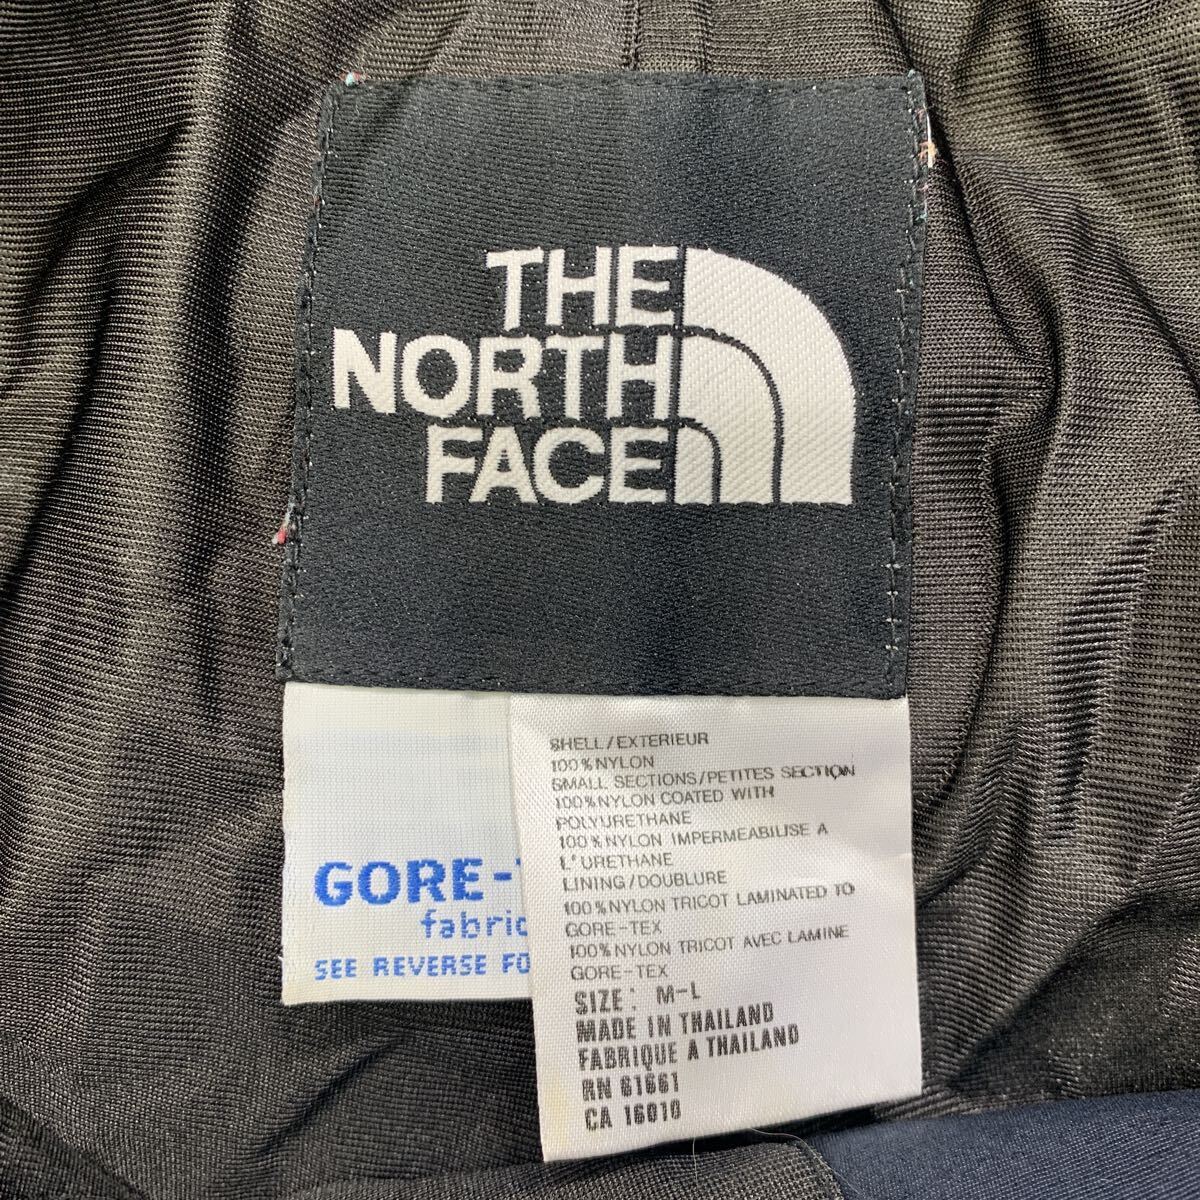 THE
NORTH
FACE
GORE-
fabric
SEE REVERSE FO
SHELL/EXTERIEUR
100%NYLON
SMALL SECTIONS/PETITES SECTION
100%NYLON COATED WITH
POLYURETHANE
100%NYLON IMPERMEABILISE A
L'URETHANE
LINING/DOUBLURE
100%NYLON TRICOT LAMINATED TO
GORE-TEX
100%NYLON TRICOT AVEC LAMINE
GORE-TEX
SIZE: M-L
MADE IN THAILAND
FABRIQUE A THAILAND
RN 61661
CA 16010